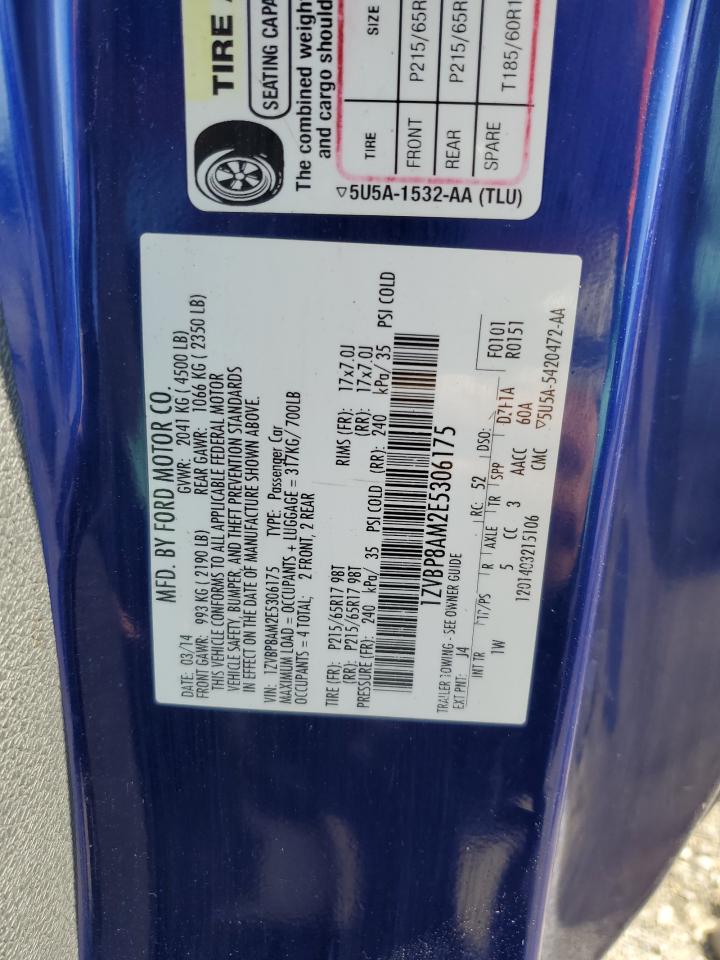 MFD. BY FORD MOTOR CO.
DATE: 03/14 GVWR: 2041 KG ( 4500 LB)
FRONT GAWR: 993 KG ( 2190 LB) REAR GAWR: 1066 KG ( 2350 LB)
THIS VEHICLE CONFORMS TO ALL APPLICABLE FEDERAL MOTOR
VEHICLE SAFETY, BUMPER, AND THEFT PREVENTION STANDARDS
IN EFFECT ON THE DATE OF MANUFACTURE SHOWN ABOVE.
VIN: 1ZVBP8AM2E5306175 TYPE: Passenger Car
MAXIMUM LOAD = OCCUPANTS + LUGGAGE = 317KG/ 700LB
OCCUPANTS = 4 TOTAL; 2 FRONT, 2 REAR
TIRE (FR): P215/65R17 98T RIMS (FR): 17x7.0J
(RR): P215/65R17 98T (RR): 17x7.0J
PRESSURE (FR): 240 kPa/ 35 PSI COLD (RR): 240 kPa/ 35 PSI COLD
1ZVBP8AM2E5306175
TRAILER TOWING - SEE OWNER GUIDE
EXT PNT: J4 RC: 52 DSO: F0101
R0151
INT TR TP/PS R AXLE TR SPP
1W 5 CC 3 AACC 60A
1201403215106 CMC ▽5U5A-5420472-AA
TIRE
SEATING CAPA
The combined weigh
and cargo should
TIRE SIZE
FRONT P215/65R
REAR P215/65R
SPARE T185/60R1
▽5U5A-1532-AA (TLU)